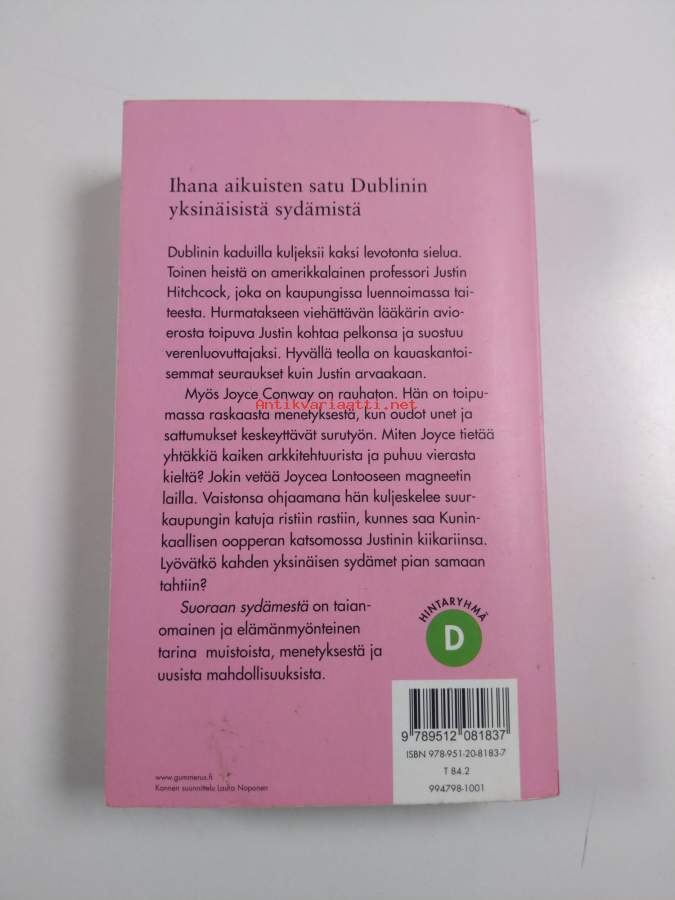 Ihana aikuisten satu Dublinin
yksinäisistä sydämistä
Dublinin kaduilla kuljeksii kaksi levotonta sielua.
Toinen heistä on amerikkalainen professori Justin
Hitchcock, joka on kaupungissa luennoimassa tai-
teesta. Hurmatakseen viehättävän lääkärin avio-
erosta toipuva Justin kohtaa pelkonsa ja suostuu
verenluovuttajaksi. Hyvällä teolla on kauaskantoi-
semmat seuraukset kuin Justin arvaakaan.
Myös Joyce Conway on rauhaton. Hän on toipu-
Antikvariaatti.net
massa raskaasta menetyksestä, kun oudot unet ja
sattumukset keskeyttävät surutyön. Miten Joyce tietää
yhtäkkiä kaiken arkkitehtuurista ja puhuu vierasta
kieltä? Jokin vetää Joycea Lontooseen magneetin
lailla. Vaistonsa ohjaamana hän kuljeskelee suur-
kaupungin katuja ristiin rastiin, kunnes saa Kunin-
kaallisen oopperan katsomossa Justinin kiikariinsa.
Lyövätkö kahden yksinäisen sydämet pian samaan
tahtiin?
Suoraan sydämestä on taian-
omainen ja elämänmyönteinen
tarina muistoista, menetyksestä ja
uusista mahdollisuuksista.
HINTARYHMÄ
D
9 789512 081837
ISBN 978-951-20-8183-7
T 84.2
994798-1001
www.gummerus.fi
Kannen suunnittelu Laura Noponen